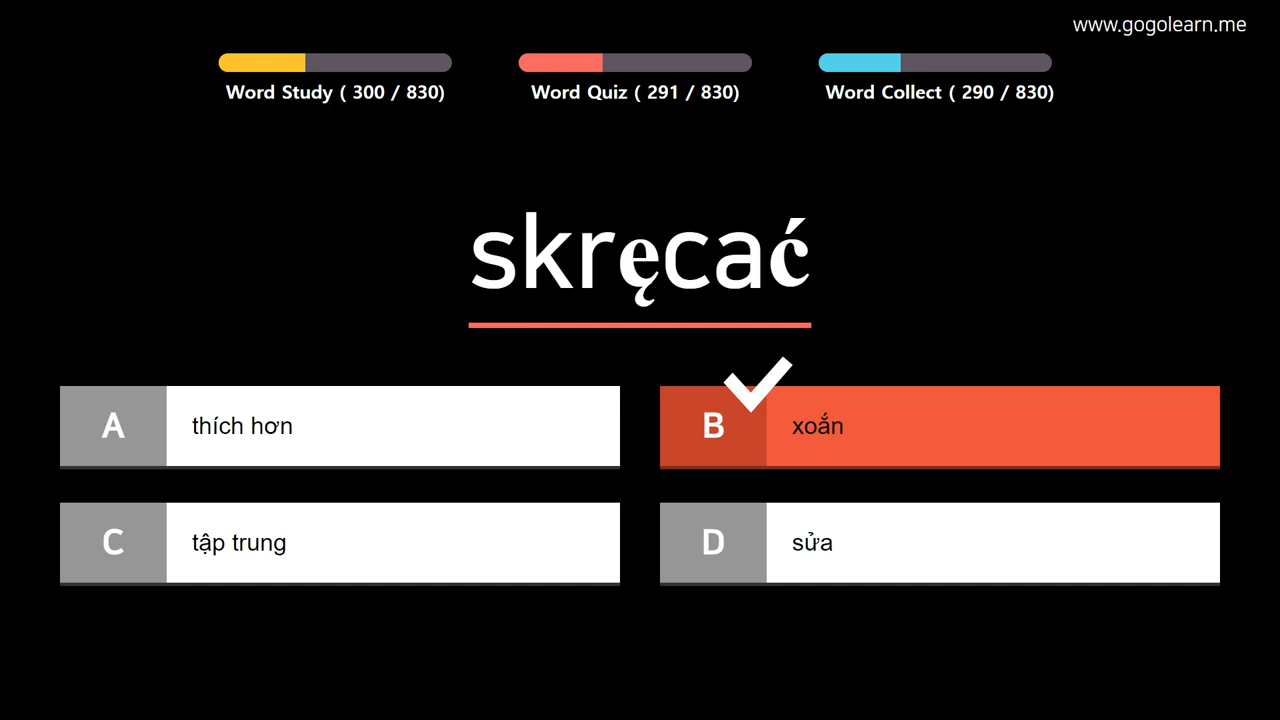 www.gogolearn.me
Word Study ( 300 / 830)
Word Quiz ( 291 / 830)
Word Collect ( 290 / 830)
skręcać
A thích hơn
B xoắn
C tập trung
D sửa